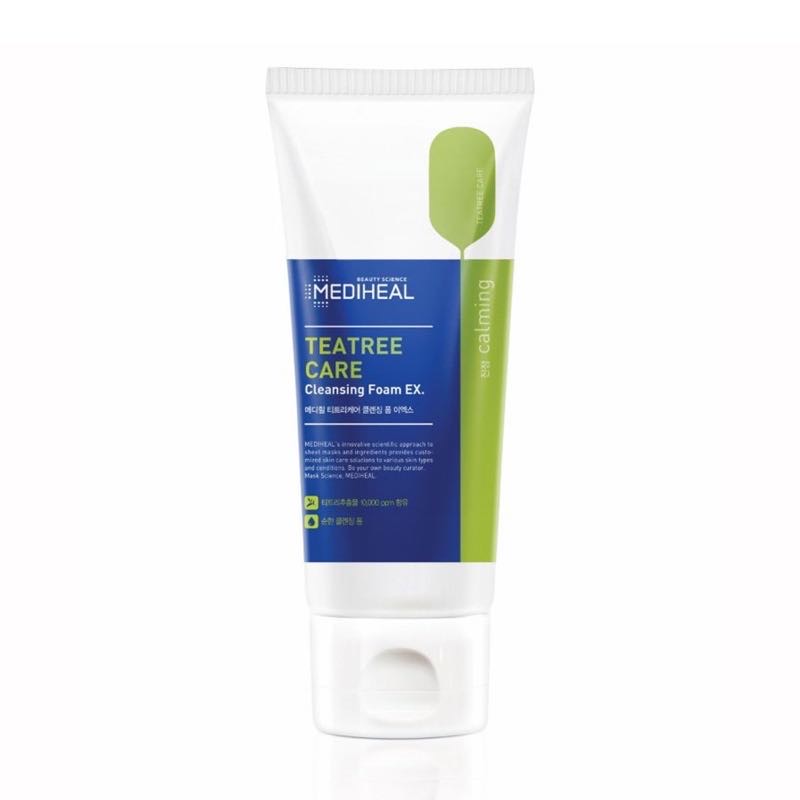 TEATREE CARE
BEAUTY SCIENCE
MEDIHEAL
TEATREE
CARE
Cleansing Foam EX.
메디힐 티트리케어 클렌징 폼 이엑스
MEDIHEAL's innovative scientific approach to
sheet masks and ingredients provides custo-
mized skin care solutions to various skin types
and conditions. Be your own beauty curator.
Mask Science, MEDIHEAL.
티트리추출물 10,000 ppm 함유
순한 클렌징 폼
진정 calming